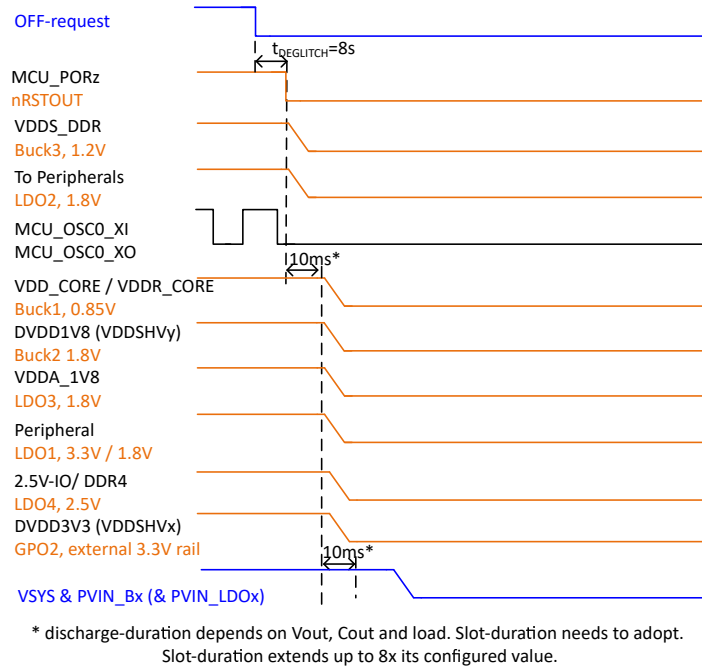 OFF-request
tDEGLITCH=8s
MCU_PORz
nRSTOUT
VDDS_DDR
Buck3, 1.2V
To Peripherals
LDO2, 1.8V
MCU_OSC0_XI
MCU_OSC0_XO
10ms*
VDD_CORE / VDDR_CORE
Buck1, 0.85V
DVDD1V8 (VDDSHVy)
Buck2 1.8V
VDDA_1V8
LDO3, 1.8V
Peripheral
LDO1, 3.3V / 1.8V
2.5V-IO/ DDR4
LDO4, 2.5V
DVDD3V3 (VDDSHVx)
GPO2, external 3.3V rail
10ms*
VSYS & PVIN_Bx (& PVIN_LDOx)
* discharge-duration depends on Vout, Cout and load. Slot-duration needs to adopt.
Slot-duration extends up to 8x its configured value.